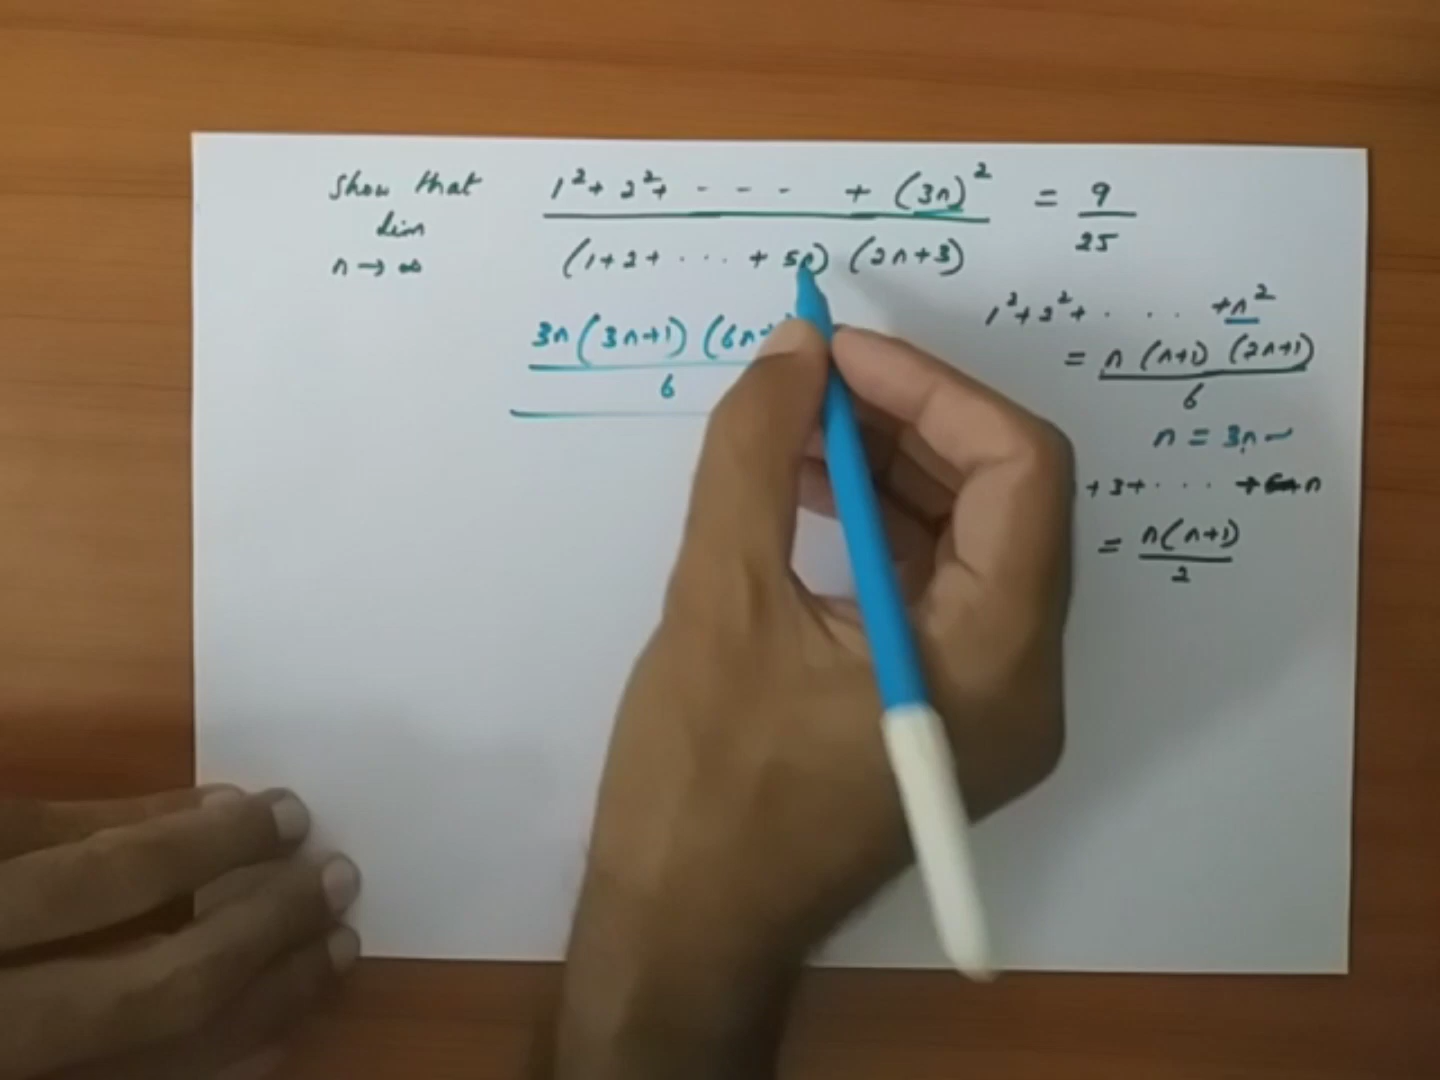 Show that
lim
n → ∞
1² + 2² + - - - + (3n)² = 9
(1 + 2 + · · · + 5n) (2n+3) 25
3n (3n+1) (6n+
6
1² + 2² + · · · · + n²
= n (n+1) (2n+1)
6
n = 3n
+ 3 + · · · + n
= n(n+1)
2